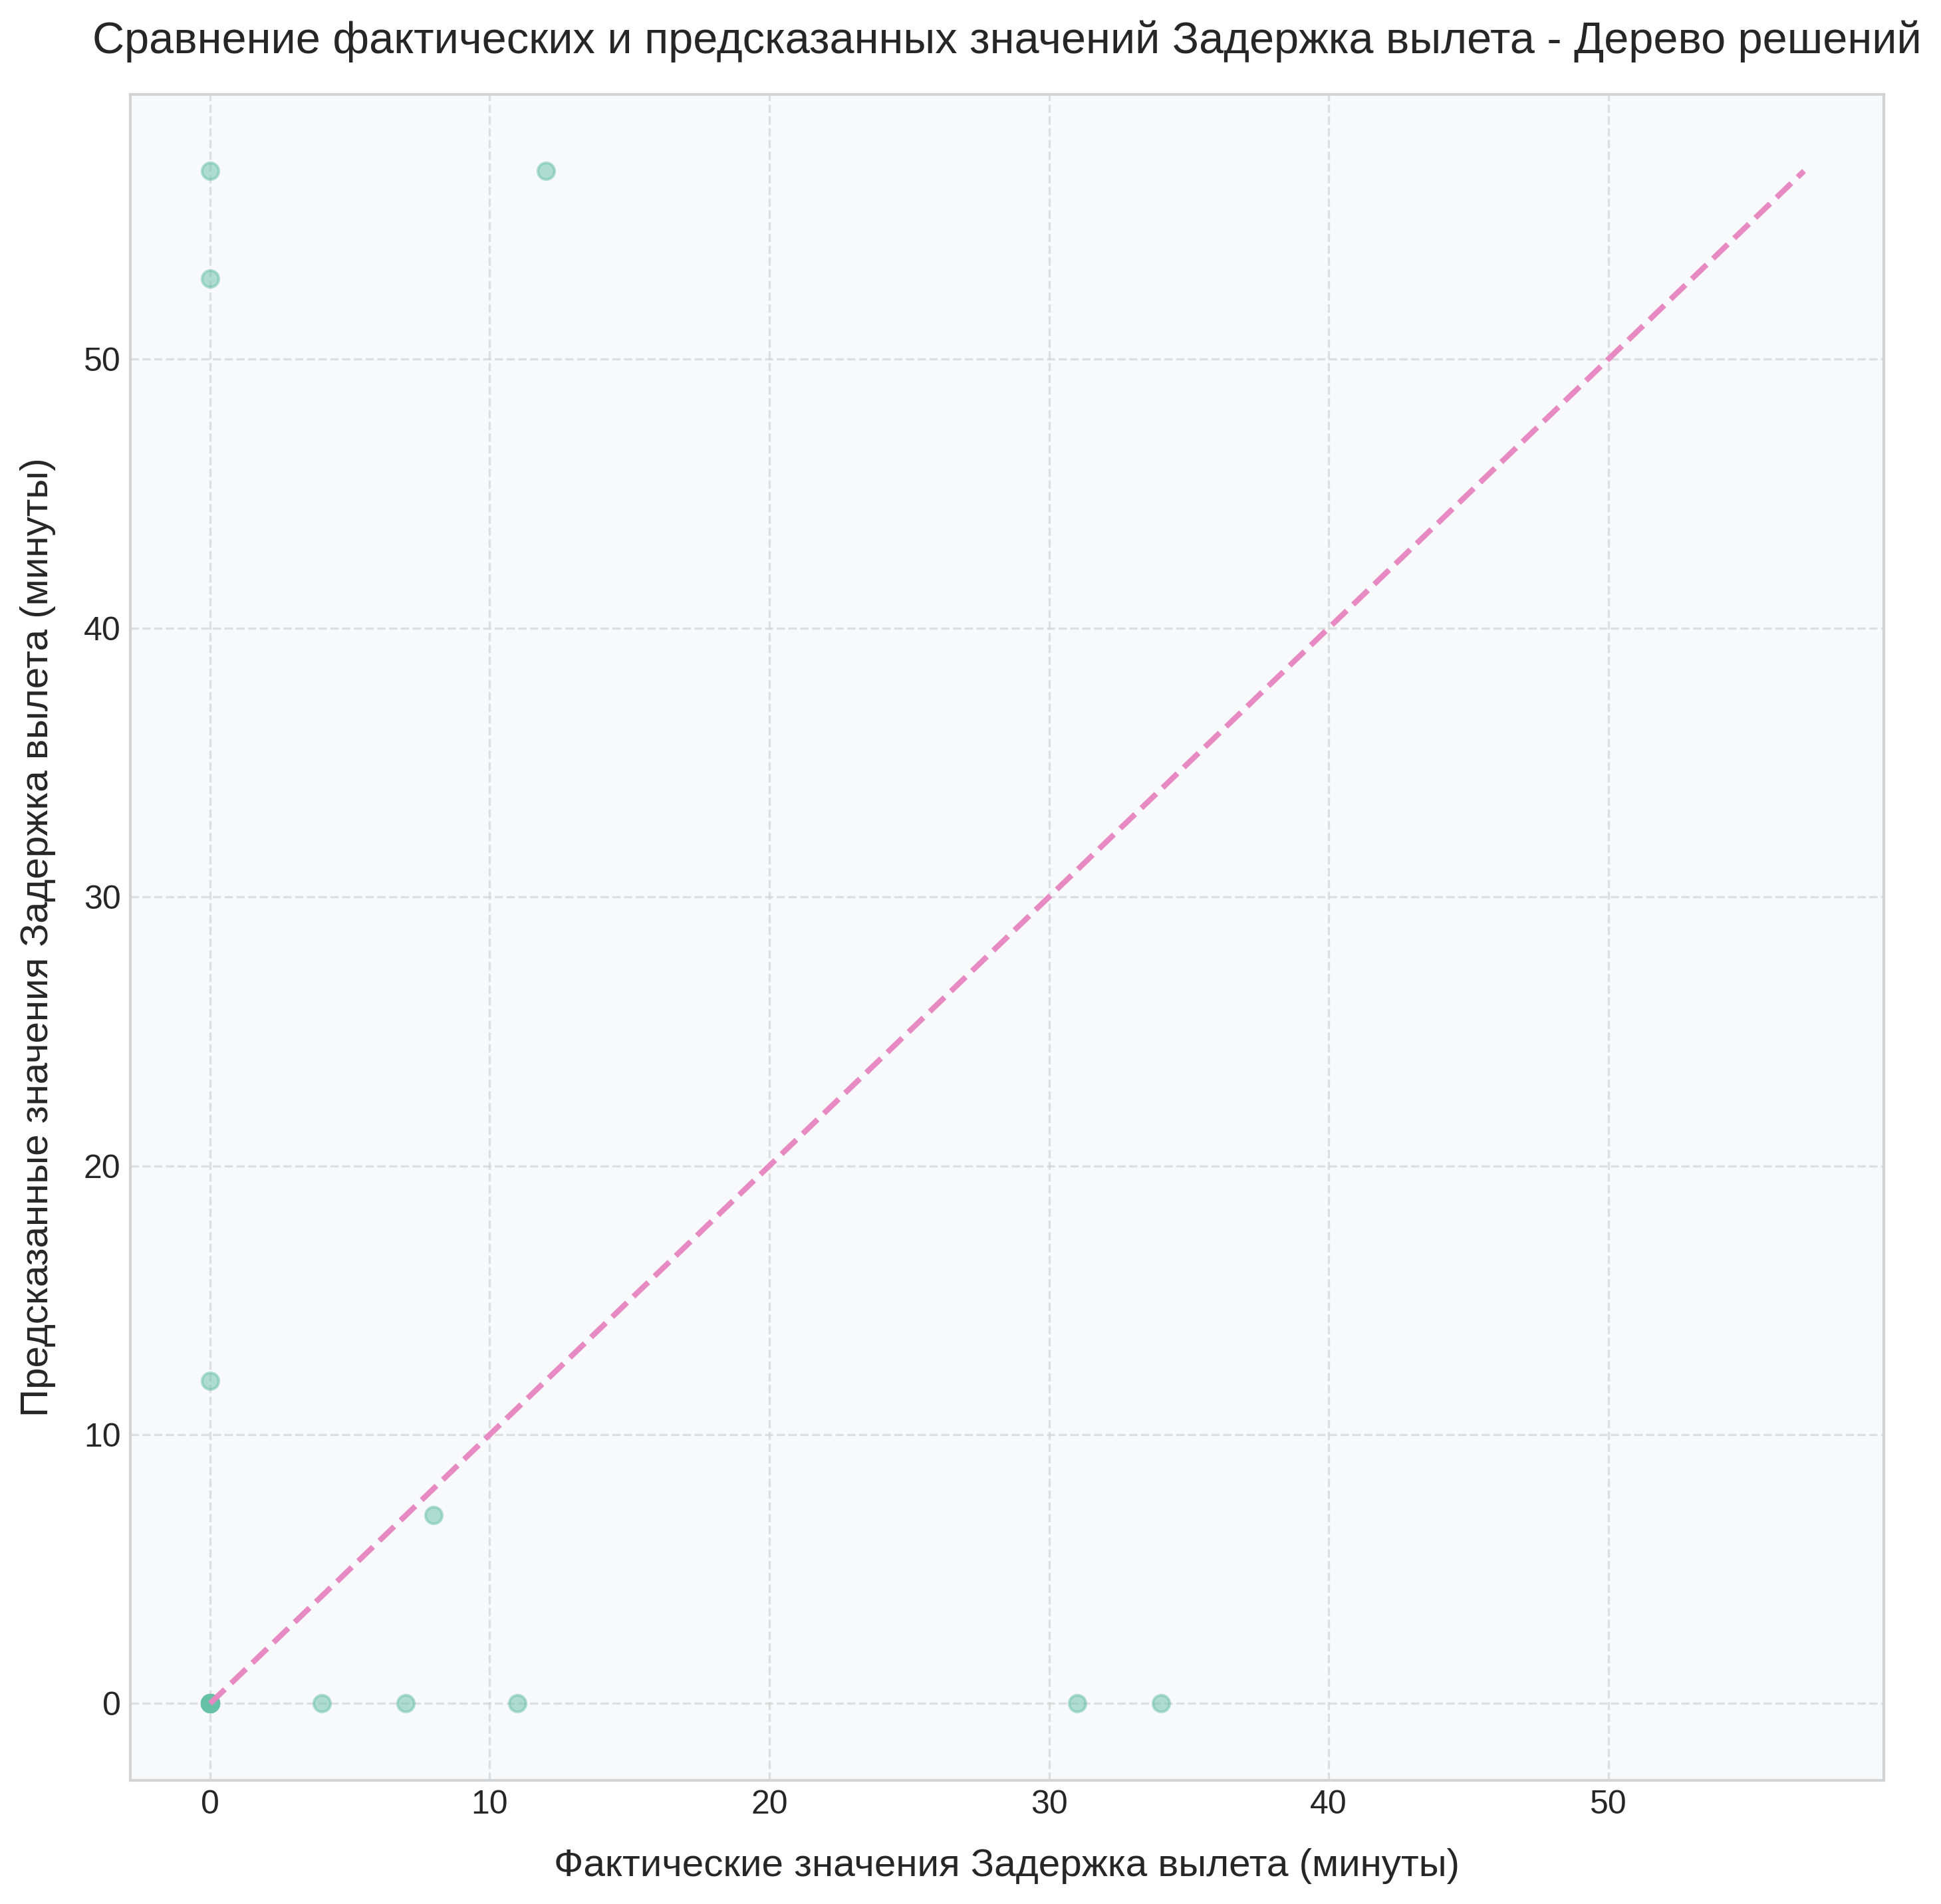 Сравнение фактических и предсказанных значений Задержка вылета - Дерево решений
Предсказанные значения Задержка вылета (минуты)
50
40
30
20
10
0
0 10 20 30 40 50
Фактические значения Задержка вылета (минуты)